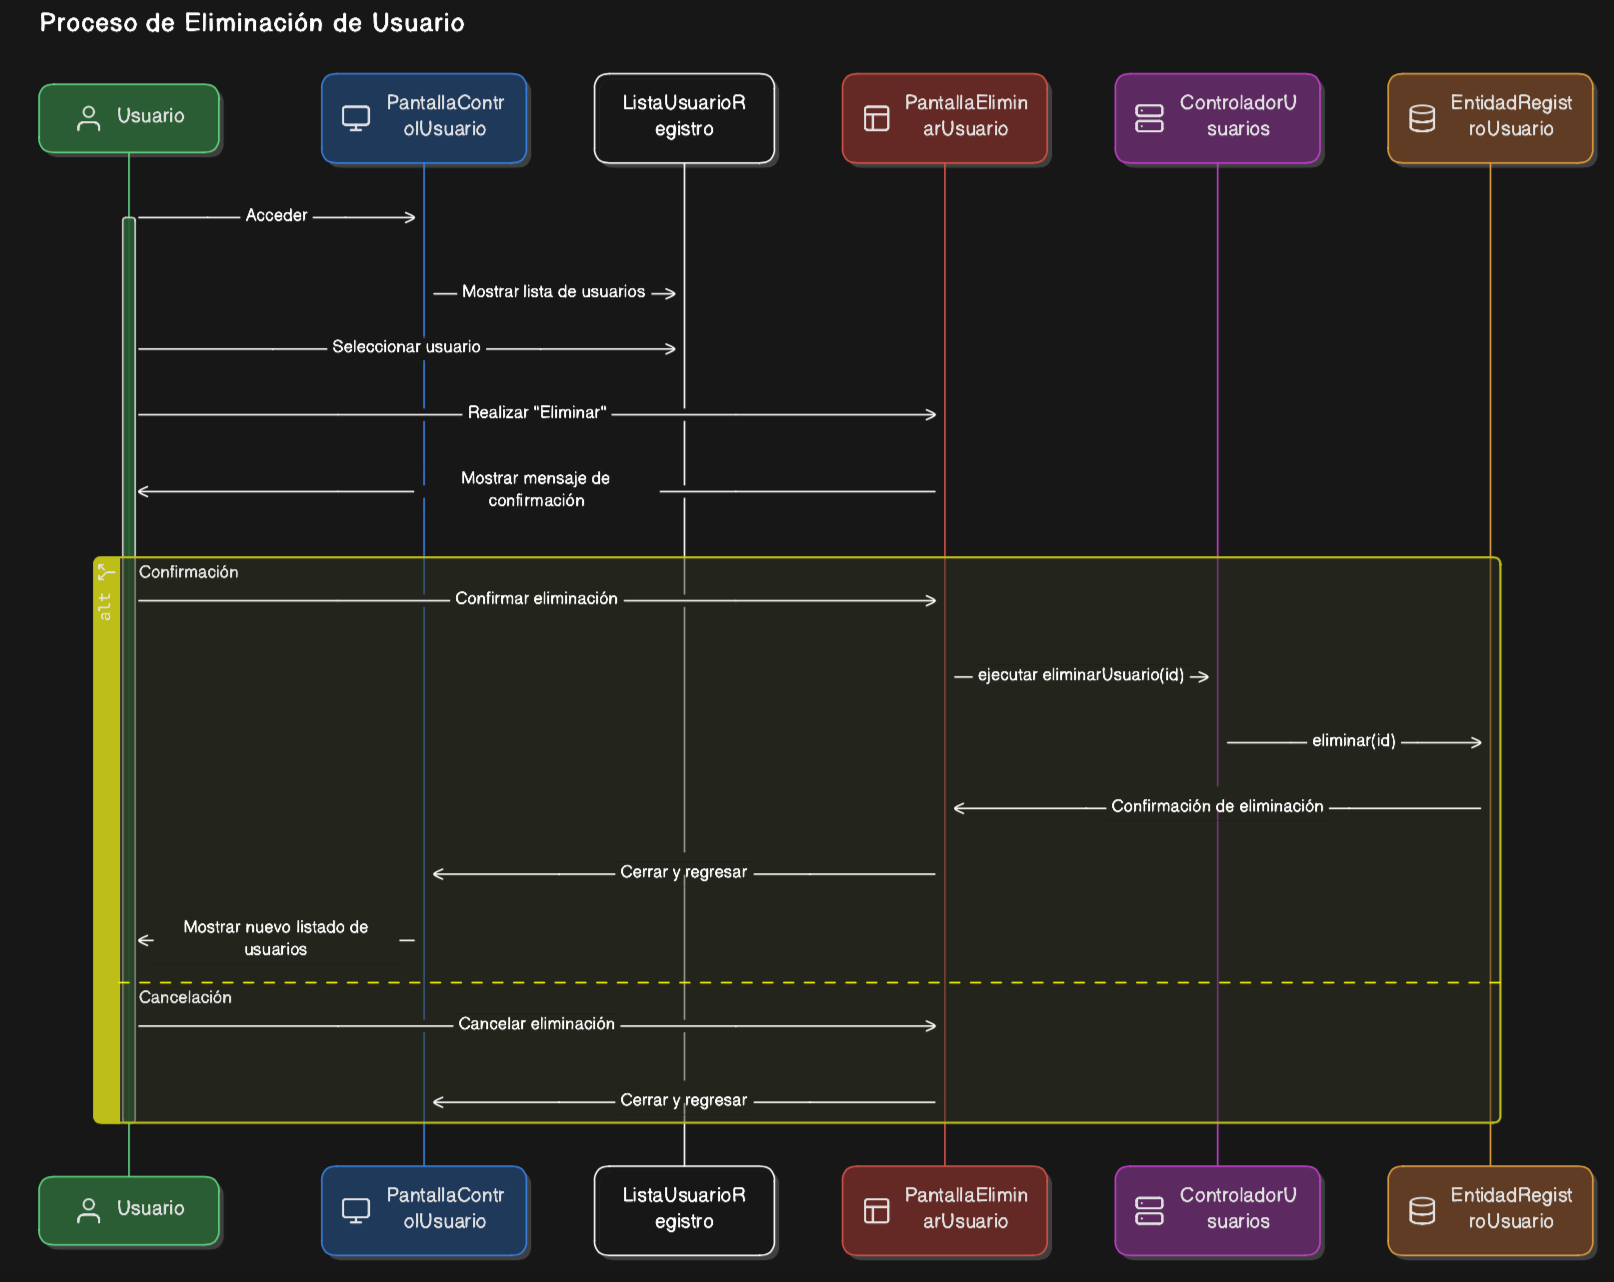 Proceso de Eliminación de Usuario
Usuario
PantallaContr
olUsuario
ListaUsuarioR
egistro
PantallaElimin
arUsuario
ControladorU
suarios
EntidadRegist
roUsuario
Acceder
Mostrar lista de usuarios
Seleccionar usuario
Realizar "Eliminar"
Mostrar mensaje de
confirmación
alt
Confirmación
Confirmar eliminación
ejecutar eliminarUsuario(id)
eliminar(id)
Confirmación de eliminación
Cerrar y regresar
Mostrar nuevo listado de
usuarios
Cancelación
Cancelar eliminación
Cerrar y regresar
Usuario
PantallaContr
olUsuario
ListaUsuarioR
egistro
PantallaElimin
arUsuario
ControladorU
suarios
EntidadRegist
roUsuario